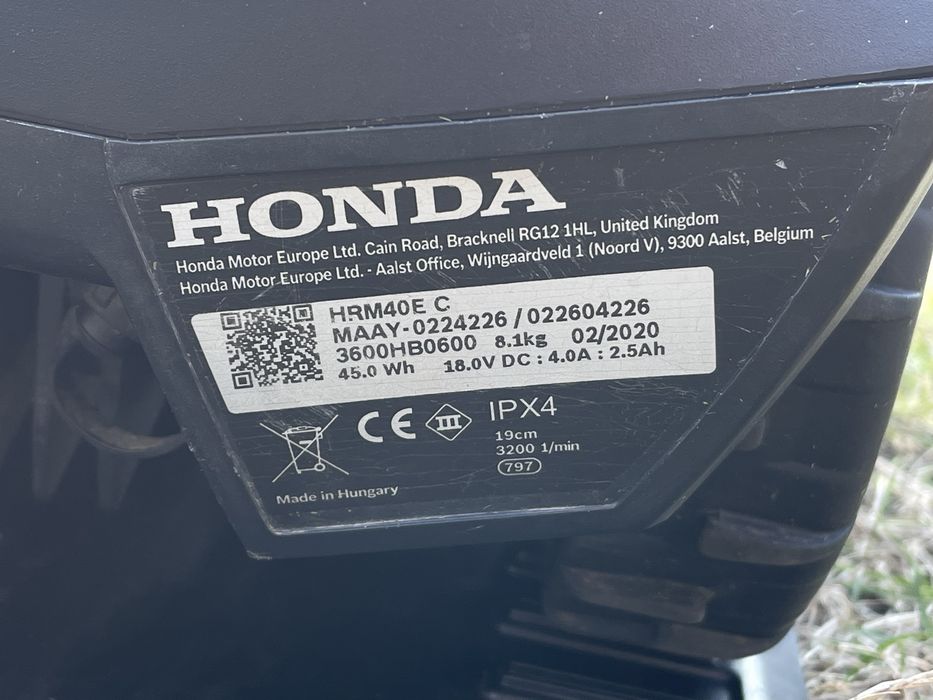 HONDA
Honda Motor Europe Ltd. Cain Road, Bracknell RG12 1HL, United Kingdom
Honda Motor Europe Ltd. - Aalst Office, Wijngaardveld 1 (Noord V), 9300 Aalst, Belgium
HRM40E C
MAAY-0224226 / 022604226
3600HB0600 8.1kg 02/2020
45.0 Wh 18.0V DC : 4.0A : 2.5Ah
CE III IPX4
19cm
3200 1/min
797
Made in Hungary